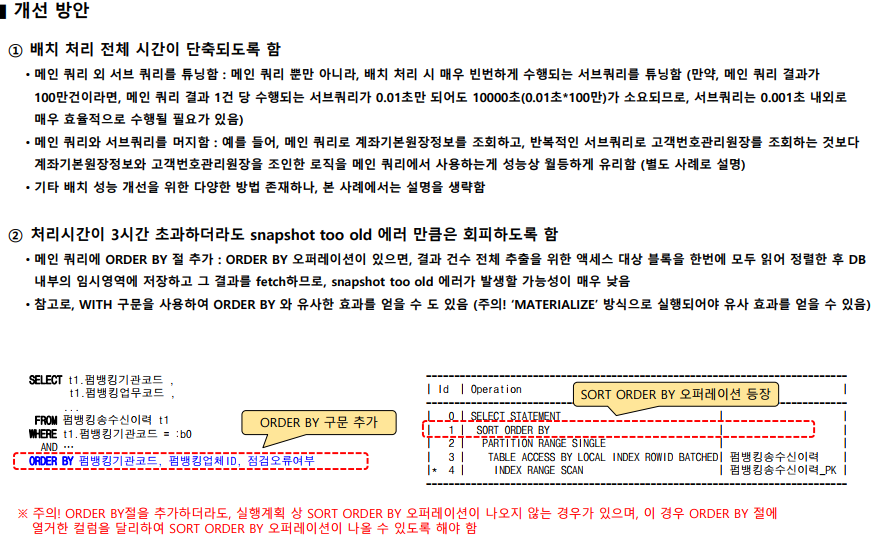 개선 방안
① 배치 처리 전체 시간이 단축되도록 함
• 메인 쿼리 외 서브 쿼리를 튜닝함 : 메인 쿼리 뿐만 아니라, 배치 처리 시 매우 빈번하게 수행되는 서브쿼리를 튜닝함 (만약, 메인 쿼리 결과가
100만건이라면, 메인 쿼리 결과 1건 당 수행되는 서브쿼리가 0.01초만 되어도 10000초(0.01초*100만)가 소요되므로, 서브쿼리는 0.001초 내외로
매우 효율적으로 수행될 필요가 있음)
• 메인 쿼리와 서브쿼리를 머지함 : 예를 들어, 메인 쿼리로 계좌기본원장정보를 조회하고, 반복적인 서브쿼리로 고객번호관리원장를 조회하는 것보다
계좌기본원장정보와 고객번호관리원장을 조인한 로직을 메인 쿼리에서 사용하는게 성능상 월등하게 유리함 (별도 사례로 설명)
• 기타 배치 성능 개선을 위한 다양한 방법 존재하나, 본 사례에서는 설명을 생략함
② 처리시간이 3시간 초과하더라도 snapshot too old 에러 만큼은 회피하도록 함
• 메인 쿼리에 ORDER BY 절 추가 : ORDER BY 오퍼레이션이 있으면, 결과 건수 전체 추출을 위한 액세스 대상 블록을 한번에 모두 읽어 정렬한 후 DB
내부의 임시영역에 저장하고 그 결과를 fetch하므로, snapshot too old 에러가 발생할 가능성이 매우 낮음
• 참고로, WITH 구문을 사용하여 ORDER BY 와 유사한 효과를 얻을 수 도 있음 (주의! ‘MATERIALIZE’ 방식으로 실행되어야 유사 효과를 얻을 수 있음)
SELECT t1.펌뱅킹기관코드 ,
t1.펌뱅킹업무코드 ,
...
FROM 펌뱅킹송수신이력 t1
WHERE t1.펌뱅킹기관코드 = :b0
AND …
ORDER BY 펌뱅킹기관코드, 펌뱅킹업체ID, 점검오류여부
ORDER BY 구문 추가
| Id | Operation |
SORT ORDER BY 오퍼레이션 등장
| 0 | SELECT STATEMENT | |
| 1 | SORT ORDER BY | |
| 2 | PARTITION RANGE SINGLE | |
| 3 | TABLE ACCESS BY LOCAL INDEX ROWID BATCHED| 펌뱅킹송수신이력 |
|* 4 | INDEX RANGE SCAN | 펌뱅킹송수신이력_PK |
※ 주의! ORDER BY절을 추가하더라도, 실행계획 상 SORT ORDER BY 오퍼레이션이 나오지 않는 경우가 있으며, 이 경우 ORDER BY 절에
열거한 컬럼을 달리하여 SORT ORDER BY 오퍼레이션이 나올 수 있도록 해야 함